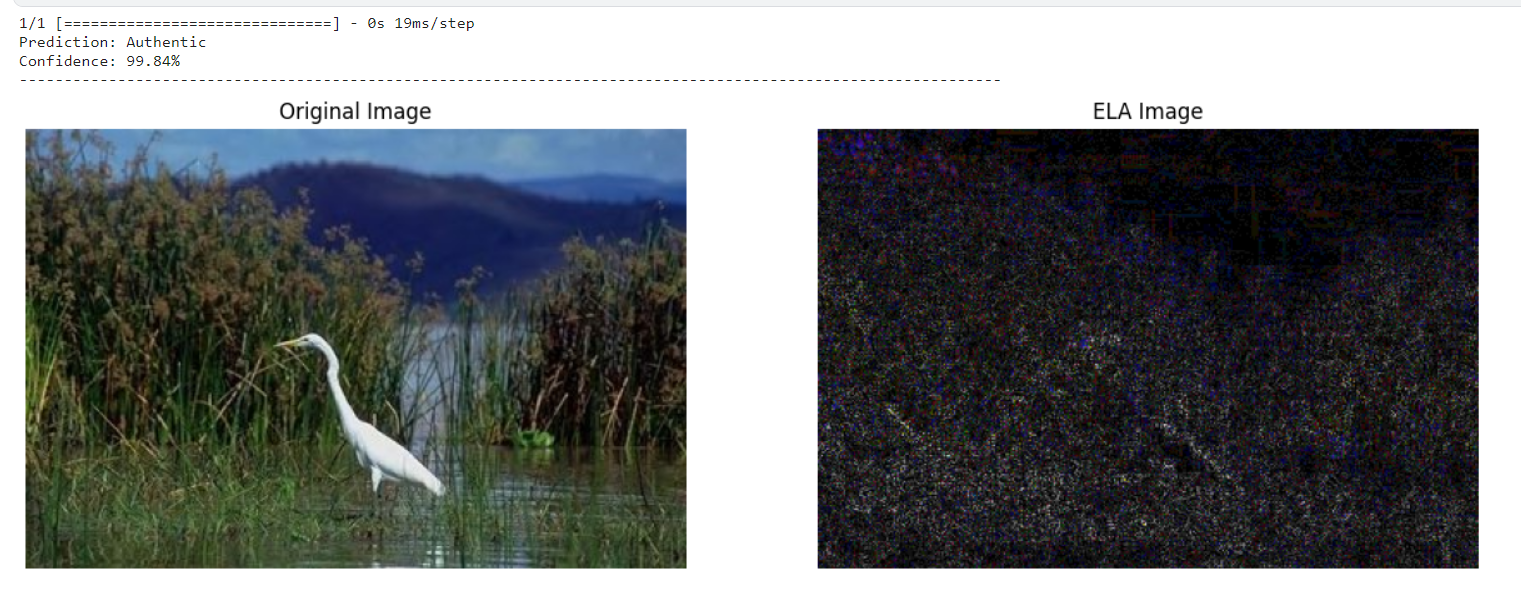 1/1 [==============================] - 0s 19ms/step
Prediction: Authentic
Confidence: 99.84%
--------------------------------------------------------------------------------------------------------------
Original Image
ELA Image